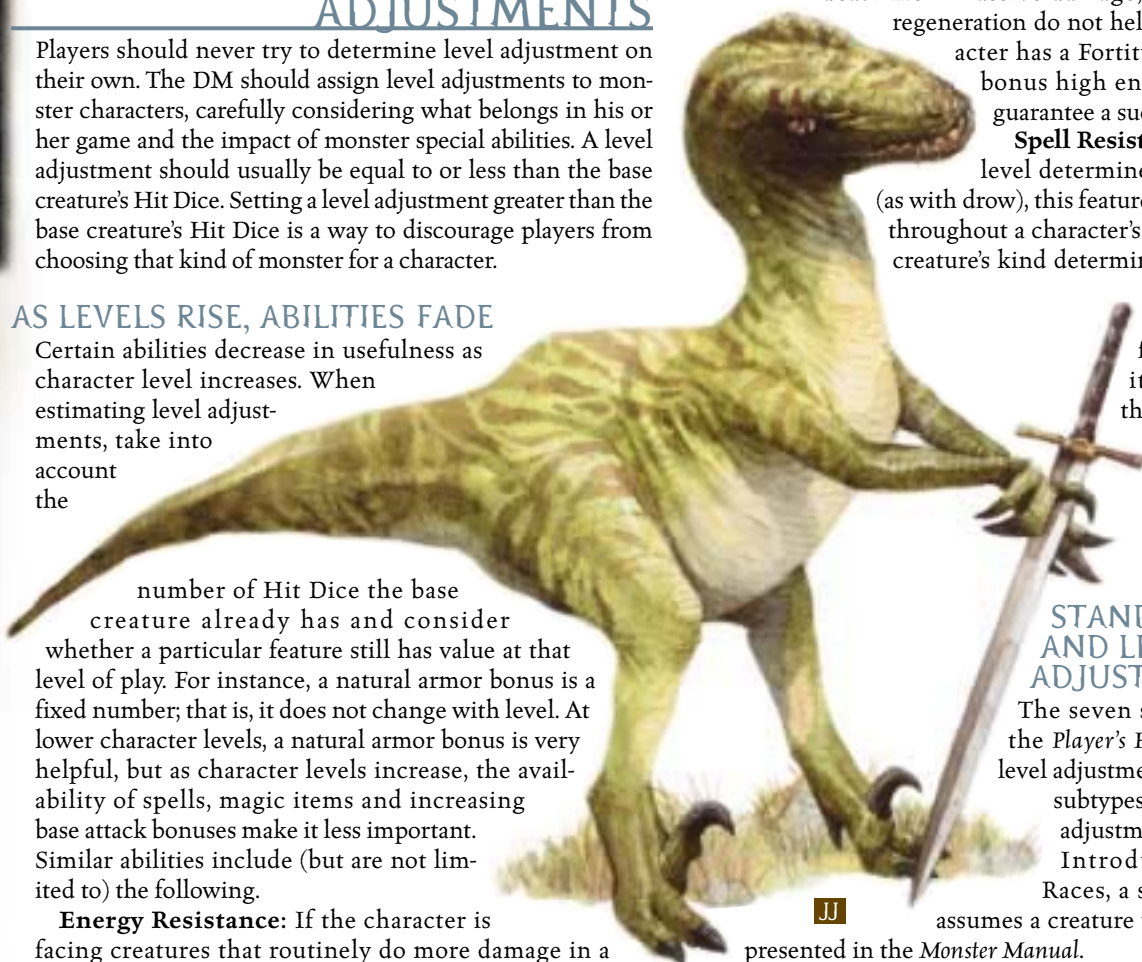 ADJUSTMENTS
Players should never try to determine level adjustment on
their own. The DM should assign level adjustments to mon-
ster characters, carefully considering what belongs in his or
her game and the impact of monster special abilities. A level
adjustment should usually be equal to or less than the base
creature's Hit Dice. Setting a level adjustment greater than the
base creature's Hit Dice is a way to discourage players from
choosing that kind of monster for a character.
AS LEVELS RISE, ABILITIES FADE
Certain abilities decrease in usefulness as
character level increases. When
estimating level adjust-
ments, take into
account
the
number of Hit Dice the base
creature already has and consider
whether a particular feature still has value at that
level of play. For instance, a natural armor bonus is a
fixed number; that is, it does not change with level. At
lower character levels, a natural armor bonus is very
helpful, but as character levels increase, the avail-
ability of spells, magic items and increasing
base attack bonuses make it less important.
Similar abilities include (but are not lim-
ited to) the following.
Energy Resistance: If the character is
facing creatures that routinely do more damage in a
regeneration do not hel
acter has a Fortit
bonus high en
guarantee a su
Spell Resist
level determine
(as with drow), this feature
throughout a character's
creature's kind determin
f
it
th
STAND
AND L
ADJUST
The seven s
the Player's
level adjustme
subtypes
adjustm
Introd
Races, a s
assumes a creature
presented in the Monster Manual.
JJ